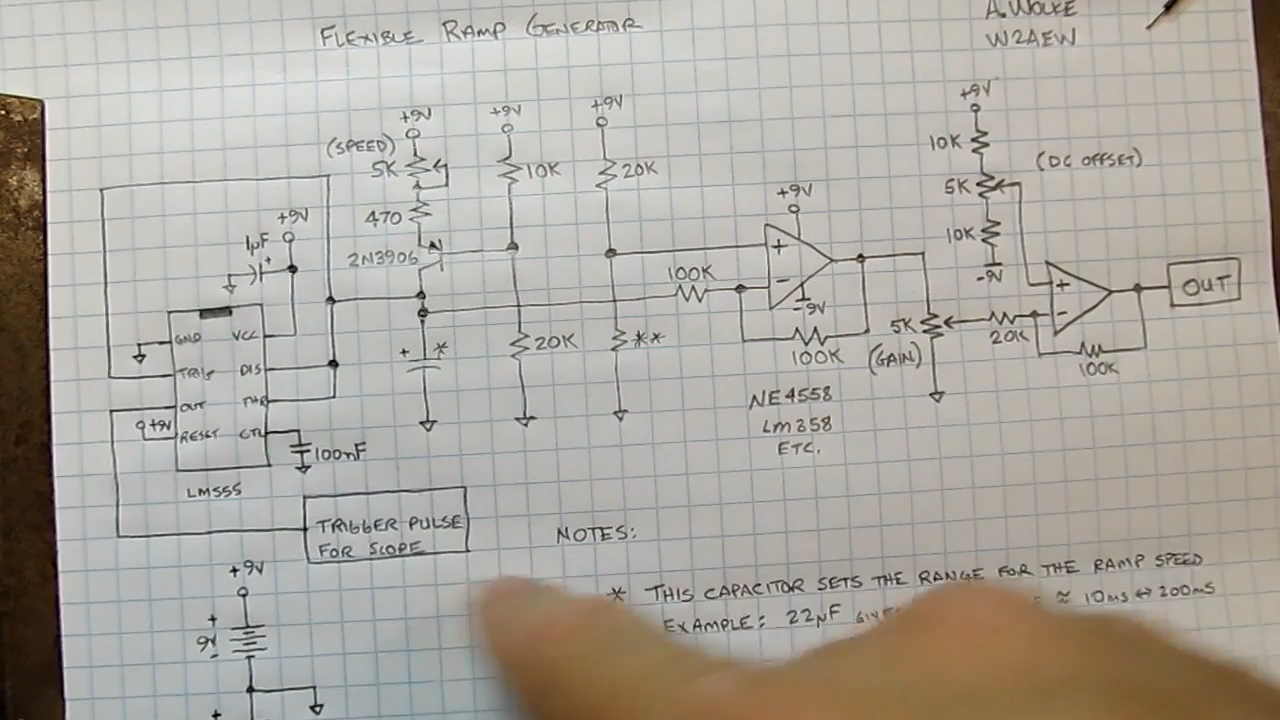 FLEXIBLE RAMP GENERATOR
A. WOLKE
W2AEW
+9V
+9V
+9V
+9V
(SPEED)
5K
10K
20K
10K
(DC OFFSET)
5K
+9V
+9V
470
1µF
+
2N3906
10K
+
-
100K
-9V
-9V
+
-
OUT
GND
VCC
+
*
20K
**
100K
5K
(GAIN)
20K
100K
TRIG
DIS
OUT
THR
+9V
RESET
CTL
100nF
NE4558
LM358
ETC.
LM555
TRIGGER PULSE
FOR SCOPE
NOTES:
+9V
* THIS CAPACITOR SETS THE RANGE FOR THE RAMP SPEED
EXAMPLE: 22µF ≈ 10ms ↔ 200ms
+
9V
-
+